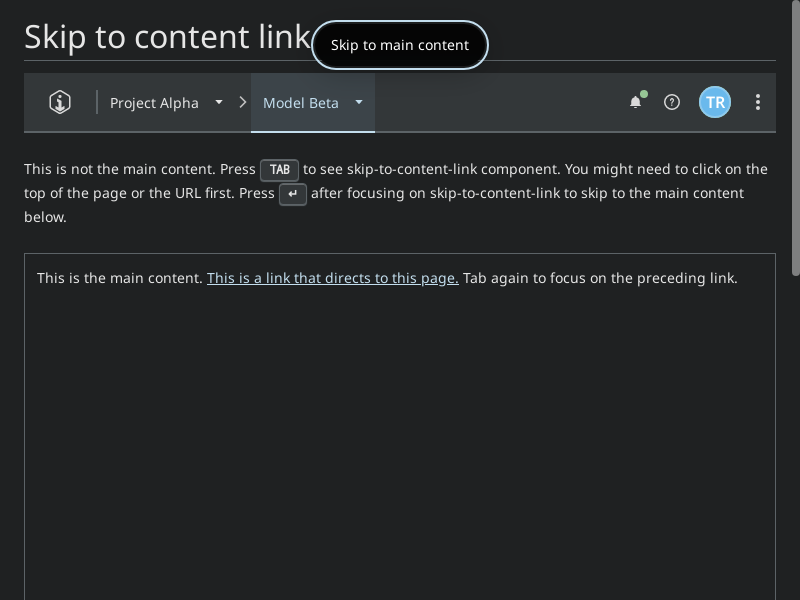 Skip to content link
Skip to main content
Project Alpha
Model Beta
TR
This is not the main content. Press TAB to see skip-to-content-link component. You might need to click on the
top of the page or the URL first. Press ↵ after focusing on skip-to-content-link to skip to the main content
below.
This is the main content. This is a link that directs to this page. Tab again to focus on the preceding link.